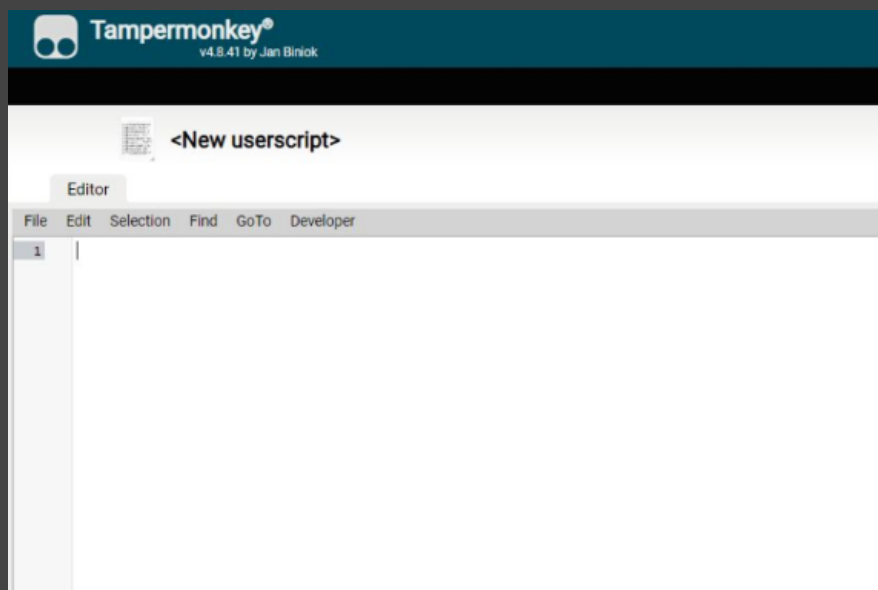 Tampermonkey®
v4.8.41 by Jan Biniok
<New userscript>
Editor
File Edit Selection Find GoTo Developer
1